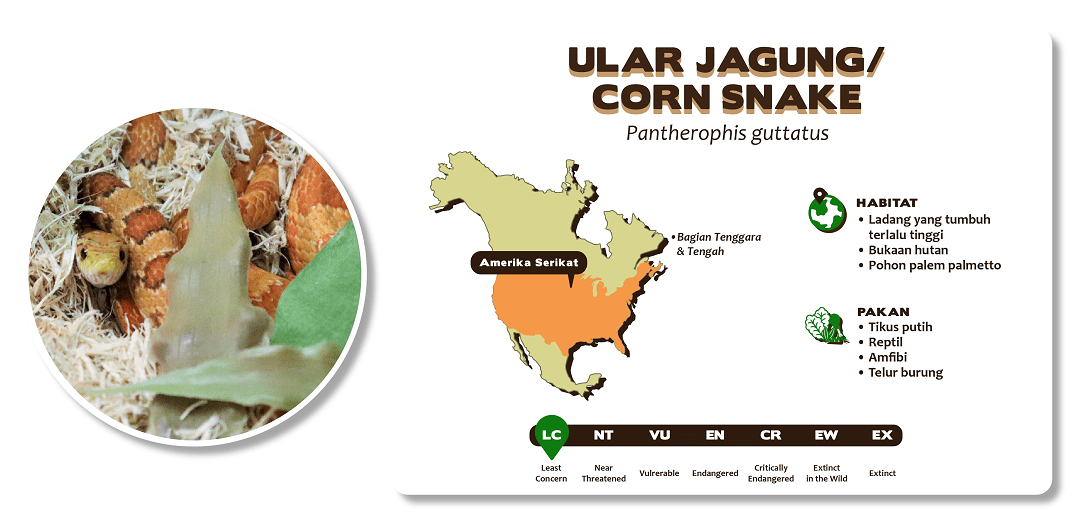 ULAR JAGUNG/
CORN SNAKE
Pantherophis guttatus
• Bagian Tenggara
& Tengah
Amerika Serikat
HABITAT
• Ladang yang tumbuh
terlalu tinggi
• Bukaan hutan
• Pohon palem palmetto
PAKAN
• Tikus putih
• Reptil
• Amfibi
• Telur burung
LC NT VU EN CR EW EX
Least Near Vulrerable Endangered Critically Extinct Extinct
Concern Threatened Endangered in the Wild